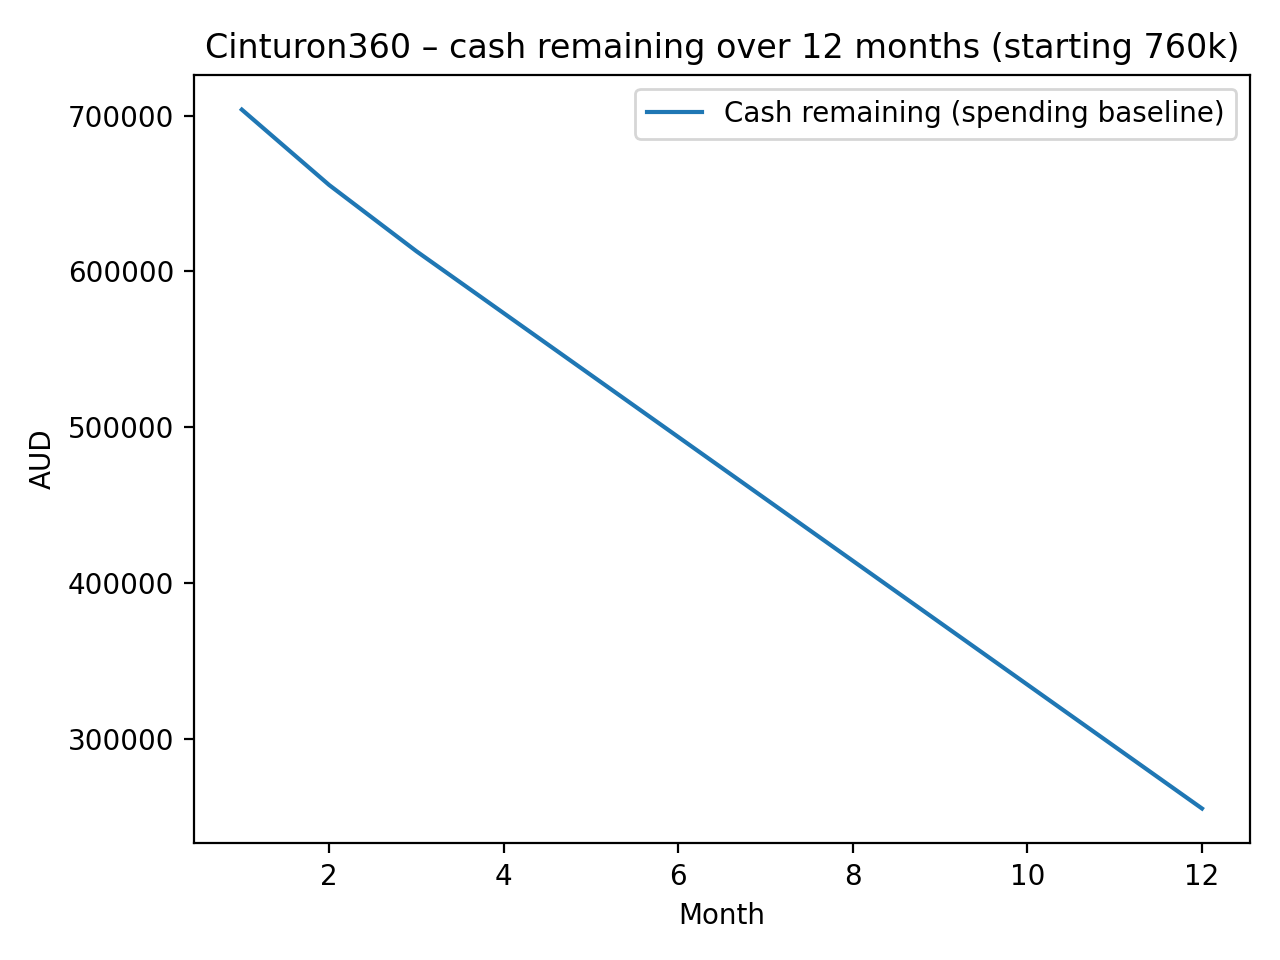 Cinturon360 – cash remaining over 12 months (starting 760k)
Cash remaining (spending baseline)
700000
600000
500000
400000
300000
AUD
2 4 6 8 10 12
Month